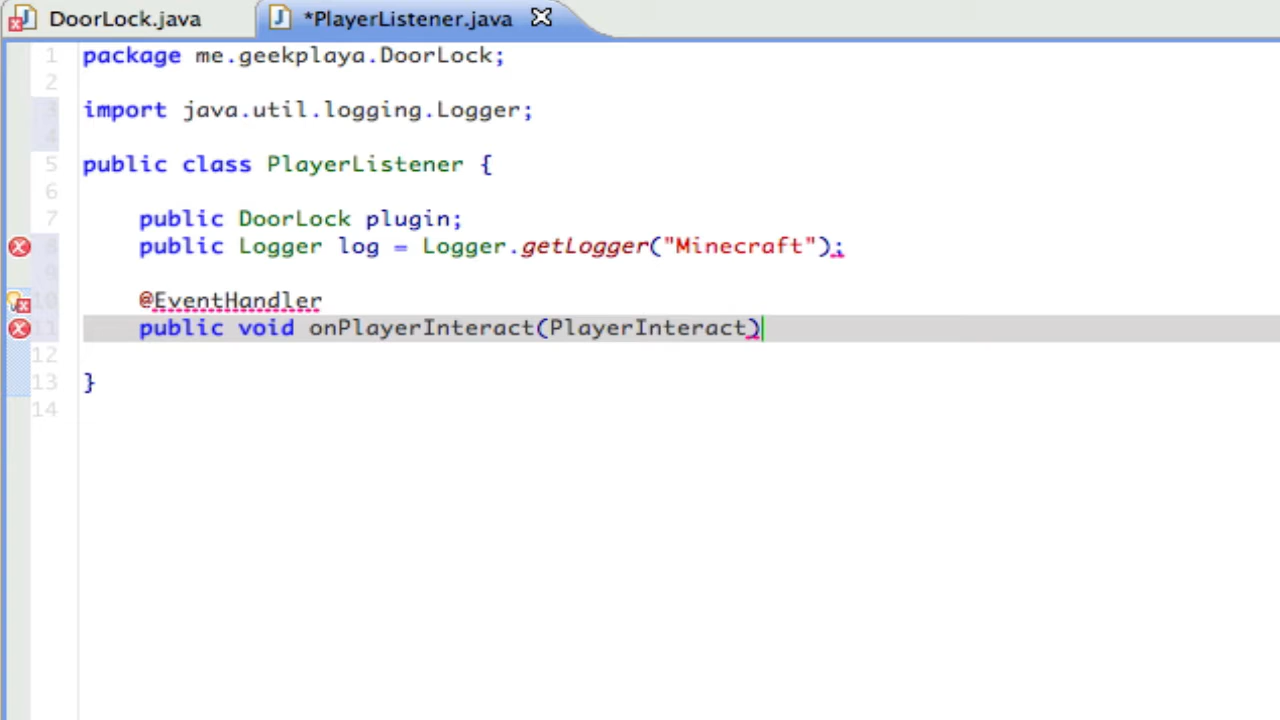 DoorLock.java
*PlayerListener.java
1 package me.geekplaya.DoorLock;
2
3 import java.util.logging.Logger;
4
5 public class PlayerListener {
6
7 public DoorLock plugin;
8 public Logger log = Logger.getLogger("Minecraft");
9
10 @EventHandler
11 public void onPlayerInteract(PlayerInteract)
12
13 }
14